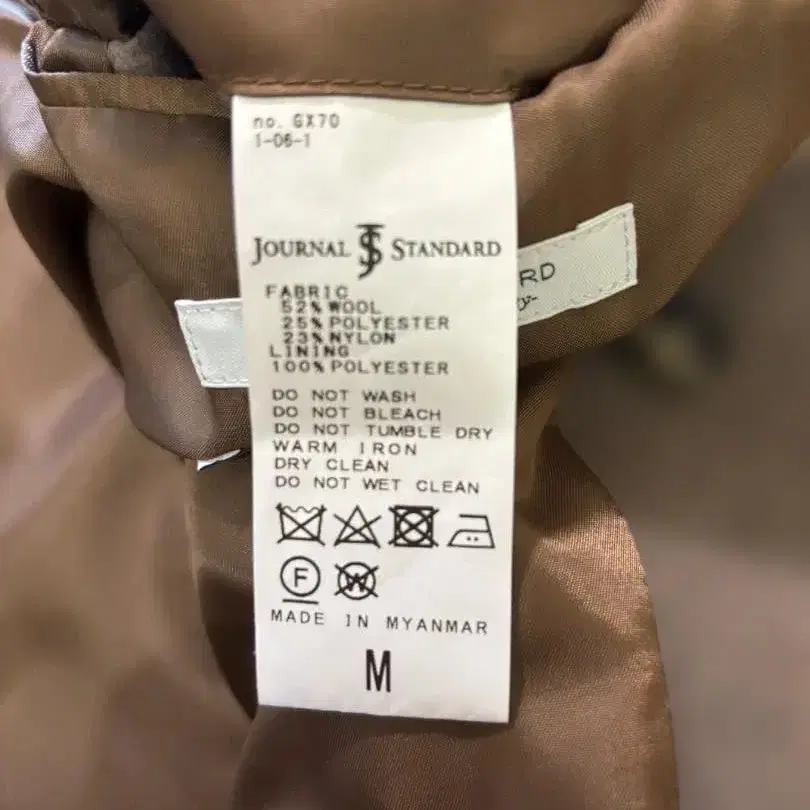 no. GX70
1-06-1
JOURNAL JS STANDARD
FABRIC
52%WOOL
25%POLYESTER
23%NYLON
LINING
100%POLYESTER
DO NOT WASH
DO NOT BLEACH
DO NOT TUMBLE DRY
WARM IRON
DRY CLEAN
DO NOT WET CLEAN
F W
MADE IN MYANMAR
M
RD
y-